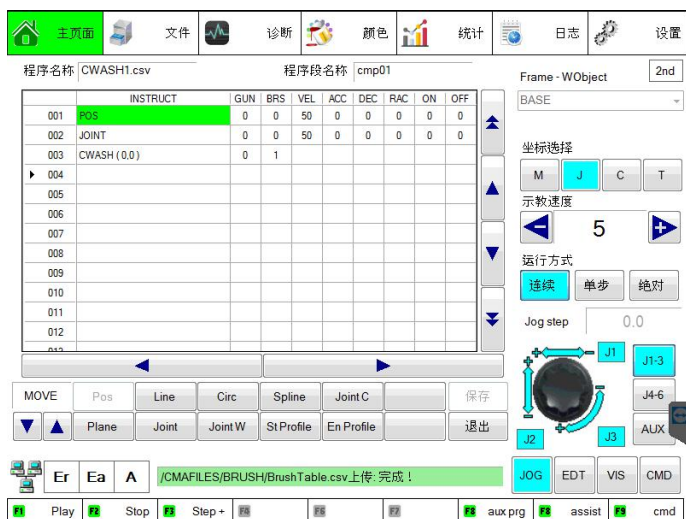 主页面 文件 诊断 颜色 统计 日志 设置
程序名称 CWASH1.csv 程序段名称 cmp01
Frame - WObject 2nd
BASE
INSTRUCT GUN BRS VEL ACC DEC RAC ON OFF
001 POS 0 0 50 0 0 0 0 0
002 JOINT 0 0 50 0 0 0 0 0
003 CWASH ( 0,0 ) 0 1
004
005
006
007
008
009
010
011
012
坐标选择
M J C T
示教速度
5
运行方式
连续 单步 绝对
Jog step 0.0
J1 J1-3
J4-6
J2 J3 AUX
MOVE Pos Line Circ Spline Joint C 保存
Plane Joint Joint W St Profile En Profile 退出
Er Ea A /CMAFILES/BRUSH/BrushTable.csv上传: 完成！
JOG EDT VIS CMD
F1 Play F2 Stop F3 Step + F4 F6 F7 F8 aux prg F8 assist F9 cmd